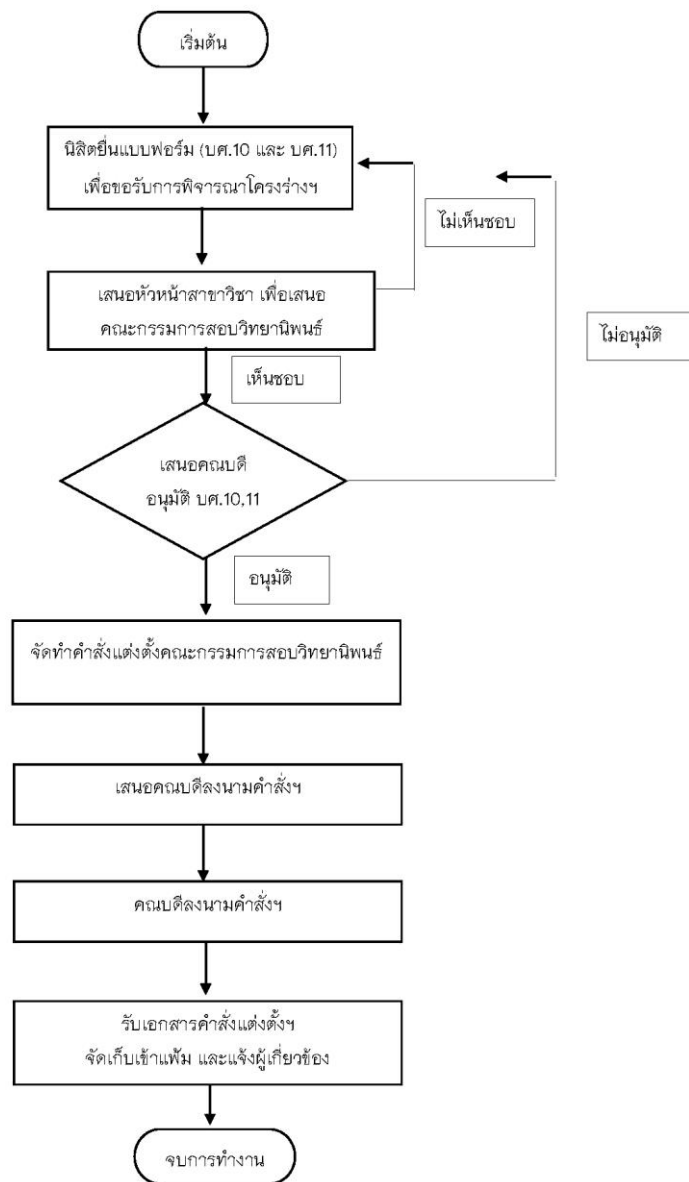 เริ่มต้น
นิสิตยื่นแบบฟอร์ม (บศ.10 และ บศ.11)
เพื่อขอรับการพิจารณาโครงร่างฯ
ไม่เห็นชอบ
เสนอหัวหน้าสาขาวิชา เพื่อเสนอ
คณะกรรมการสอบวิทยานิพนธ์
ไม่อนุมัติ
เห็นชอบ
เสนอคณบดี
อนุมัติ บศ.10,11
อนุมัติ
จัดทำคำสั่งแต่งตั้งคณะกรรมการสอบวิทยานิพนธ์
เสนอคณบดีลงนามคำสั่งฯ
คณบดีลงนามคำสั่งฯ
รับเอกสารคำสั่งแต่งตั้งฯ
จัดเก็บเข้าแฟ้ม และแจ้งผู้เกี่ยวข้อง
จบการทำงาน